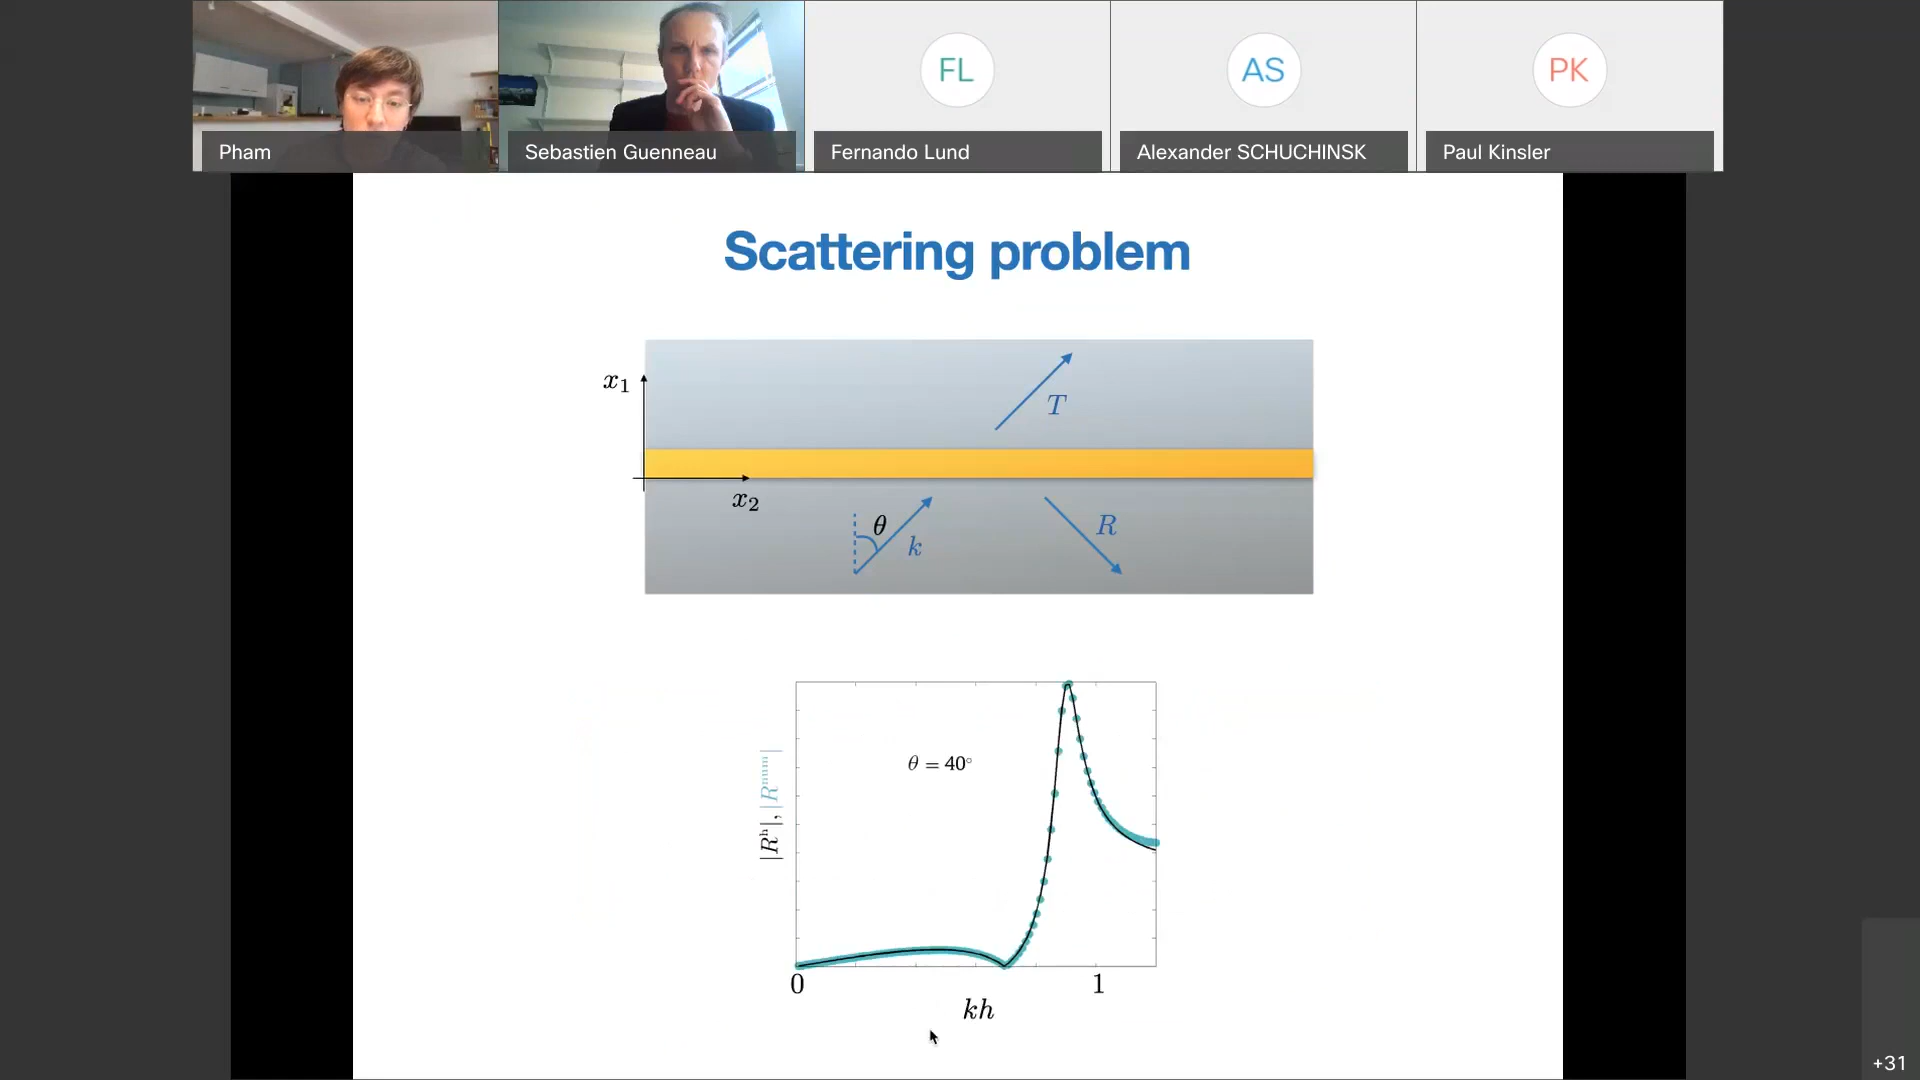 FL
AS
PK
Pham
Sebastien Guenneau
Fernando Lund
Alexander SCHUCHINSK
Paul Kinsler
Scattering problem
x₁
T
x₂
θ
k
R
θ = 40°
|Rʰ|, |Rⁿᵘᵐ|
0
1
kh
+31